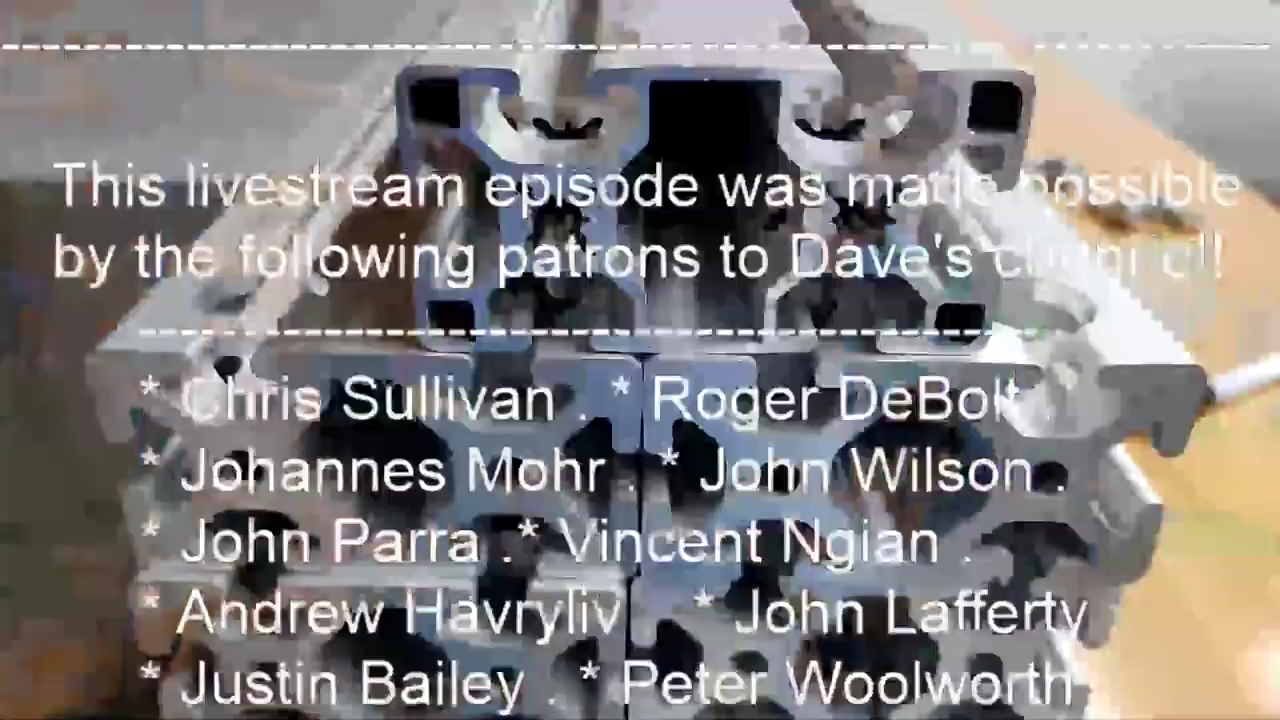 --------------------------------------------------------------------------------
This livestream episode was made possible
by the following patrons to Dave's channel!!
--------------------------------------------------------
* Chris Sullivan . * Roger DeBolt .
* Johannes Mohr . * John Wilson .
* John Parra . * Vincent Ngian .
* Andrew Havryliv * John Lafferty
* Justin Bailey . * Peter Woolworth